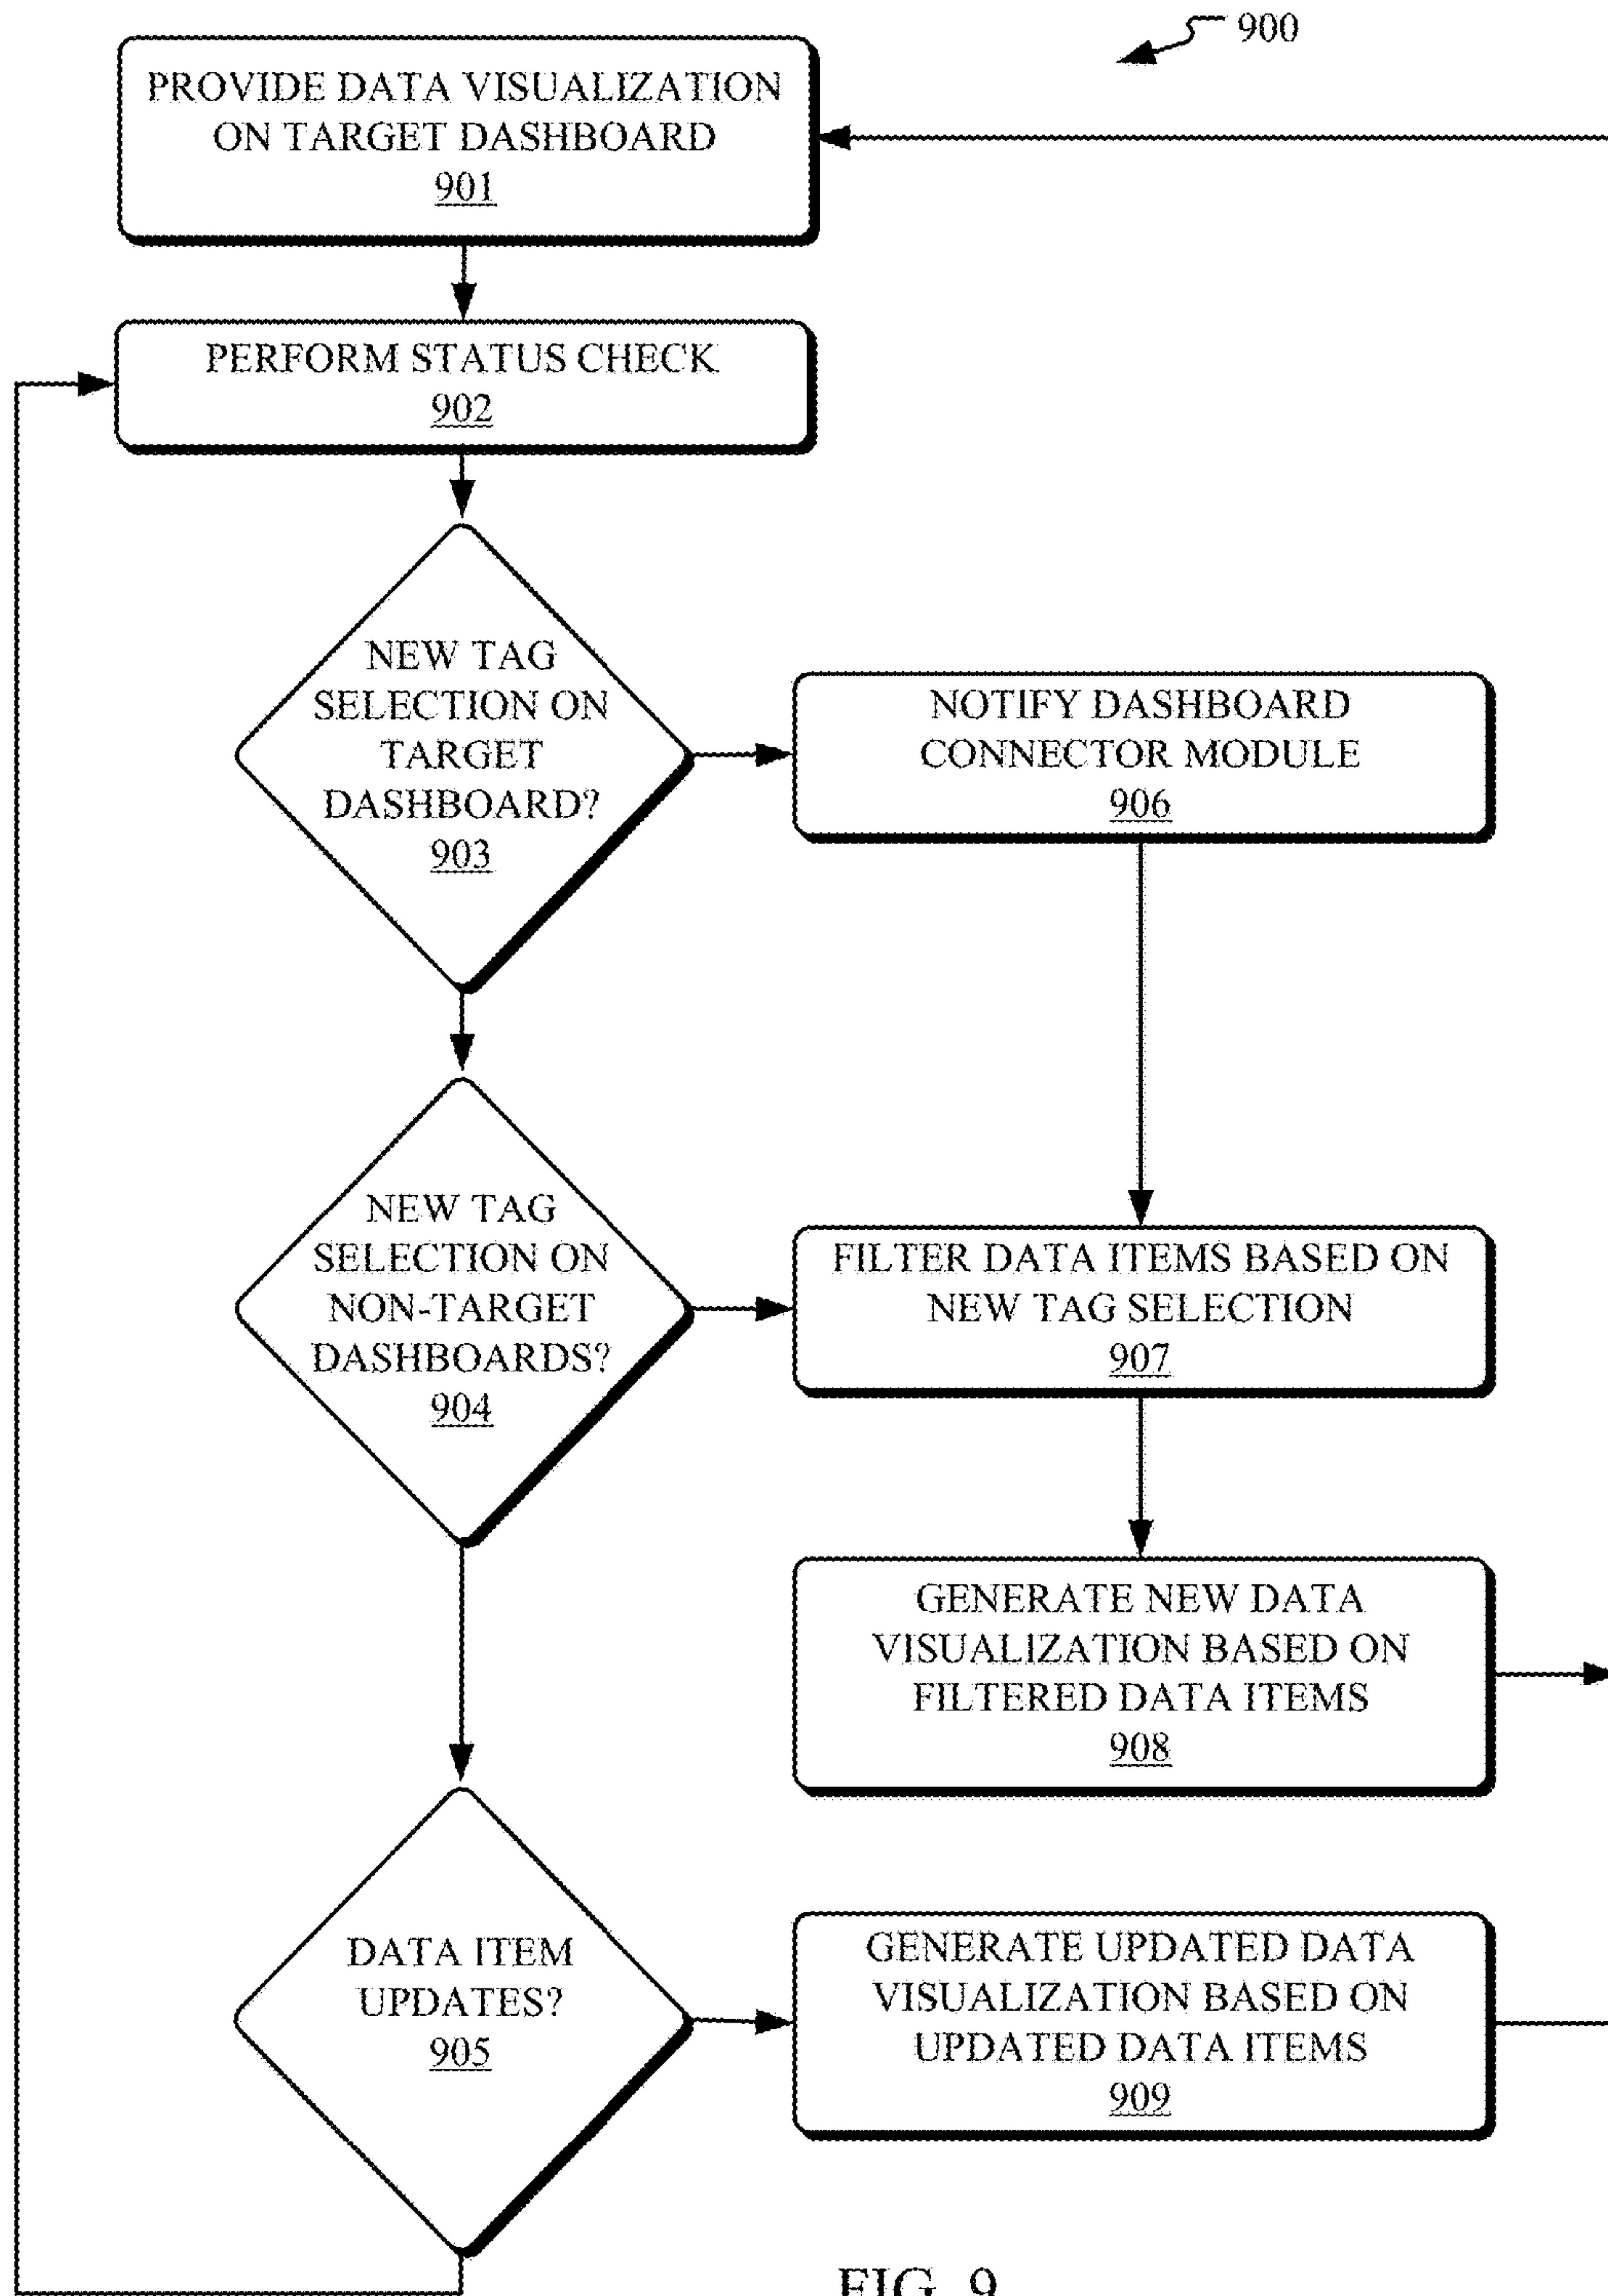 900
PROVIDE DATA VISUALIZATION
ON TARGET DASHBOARD
901
PERFORM STATUS CHECK
902
NEW TAG
SELECTION ON
TARGET
DASHBOARD?
903
NOTIFY DASHBOARD
CONNECTOR MODULE
906
NEW TAG
SELECTION ON
NON-TARGET
DASHBOARDS?
904
FILTER DATA ITEMS BASED ON
NEW TAG SELECTION
907
GENERATE NEW DATA
VISUALIZATION BASED ON
FILTERED DATA ITEMS
908
DATA ITEM
UPDATES?
905
GENERATE UPDATED DATA
VISUALIZATION BASED ON
UPDATED DATA ITEMS
909
FIG. 9